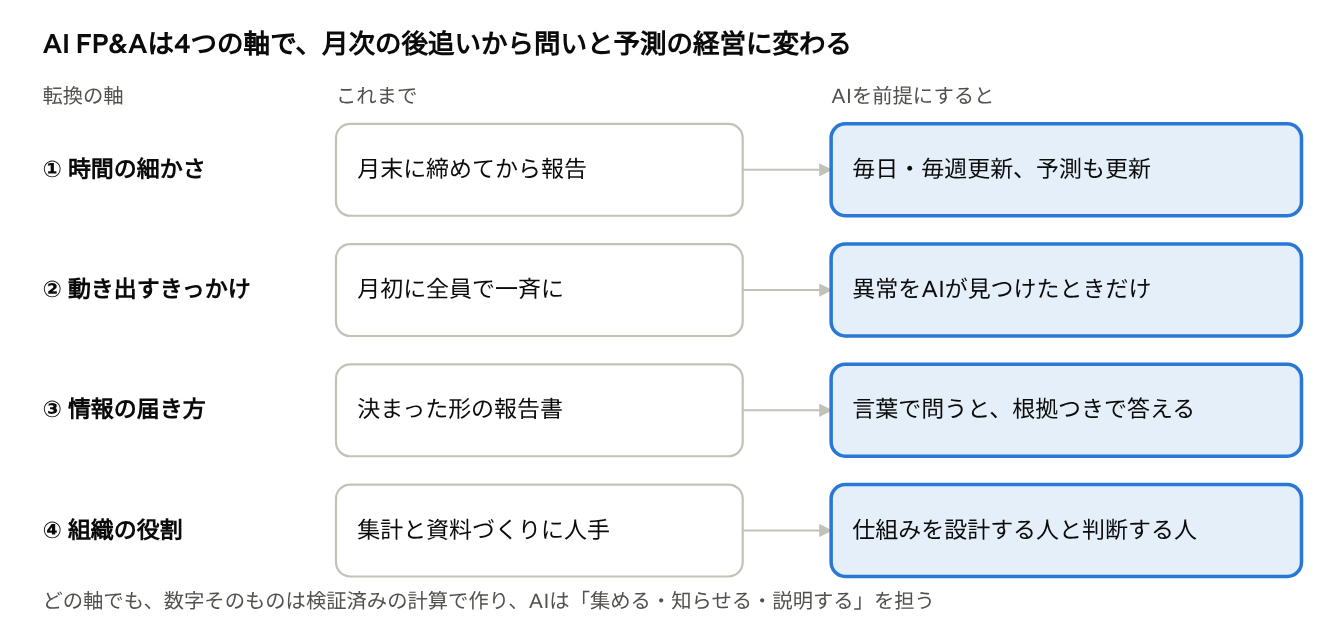 AI FP&Aは4つの軸で、月次の後追いから問いと予測の経営に変わる
転換の軸 これまで AIを前提にすると
① 時間の細かさ 月末に締めてから報告 毎日・毎週更新、予測も更新
② 動き出すきっかけ 月初に全員で一斉に 異常をAIが見つけたときだけ
③ 情報の届き方 決まった形の報告書 言葉で問うと、根拠つきで答える
④ 組織の役割 集計と資料づくりに人手 仕組みを設計する人と判断する人
どの軸でも、数字そのものは検証済みの計算で作り、AIは「集める・知らせる・説明する」を担う